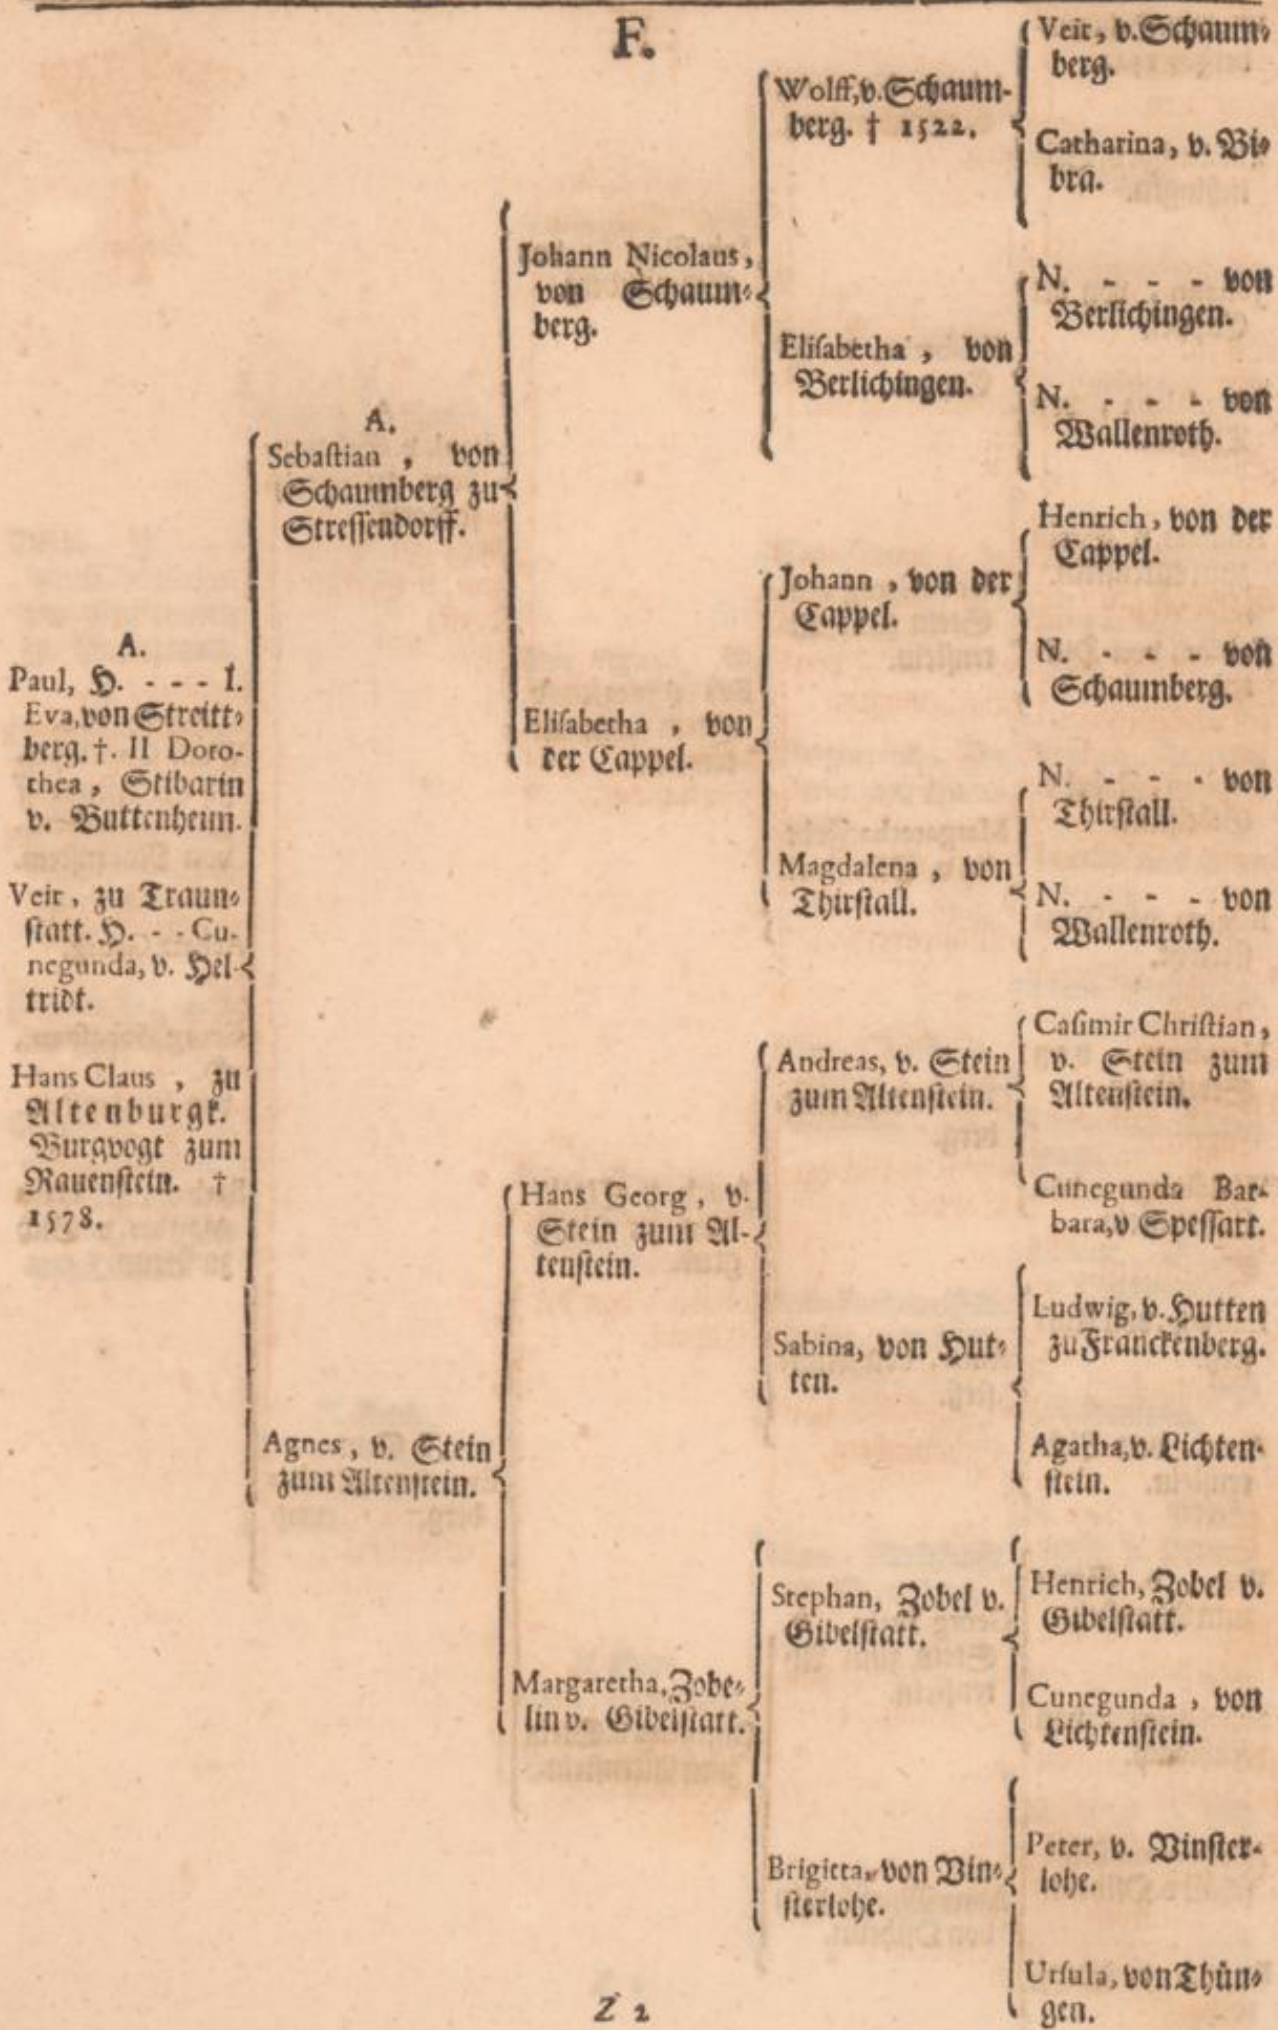 F.
A.
Paul, H. - - - I.
Eva, von Streitt-
berg. †. II Doro-
thea, Stibarin
v. Buttenheim.
Veit, zu Traun-
statt. H. - - Cu-
negunda, v. Hel-
tridt.
Hans Claus, zu
Altenburgk.
Burgvogt zum
Rauenstein. †
1578.
A.
Sebastian, von
Schaumberg zu
Stressendorff.
Agnes, v. Stein
zum Altenstein.
Johann Nicolaus,
von Schaum-
berg.
Elisabetha, von
der Cappel.
Hans Georg, v.
Stein zum Al-
tenstein.
Margaretha, Zobe-
lin v. Gibelstatt.
Wolff, v. Schaum-
berg. † 1522.
Elisabetha, von
Berlichingen.
Johann, von der
Cappel.
Magdalena, von
Thirstall.
Andreas, v. Stein
zum Altenstein.
Sabina, von Hut-
ten.
Stephan, Zobel v.
Gibelstatt.
Brigitta, von Vin-
sterlohe.
Veit, v. Schaum-
berg.
Catharina, v. Bi-
bra.
N. - - - von
Berlichingen.
N. - - - von
Wallenroth.
Henrich, von der
Cappel.
N. - - - von
Schaumberg.
N. - - - von
Thirstall.
N. - - - von
Wallenroth.
Casimir Christian,
v. Stein zum
Altenstein.
Cunegunda Bar-
bara, v Spessart.
Ludwig, v. Hutten
zu Franckenberg.
Agatha, v. Lichten-
stein.
Henrich, Zobel v.
Gibelstatt.
Cunegunda, von
Lichtenstein.
Peter, v. Vinster-
lohe.
Ursula, von Thün-
gen.
Z 2